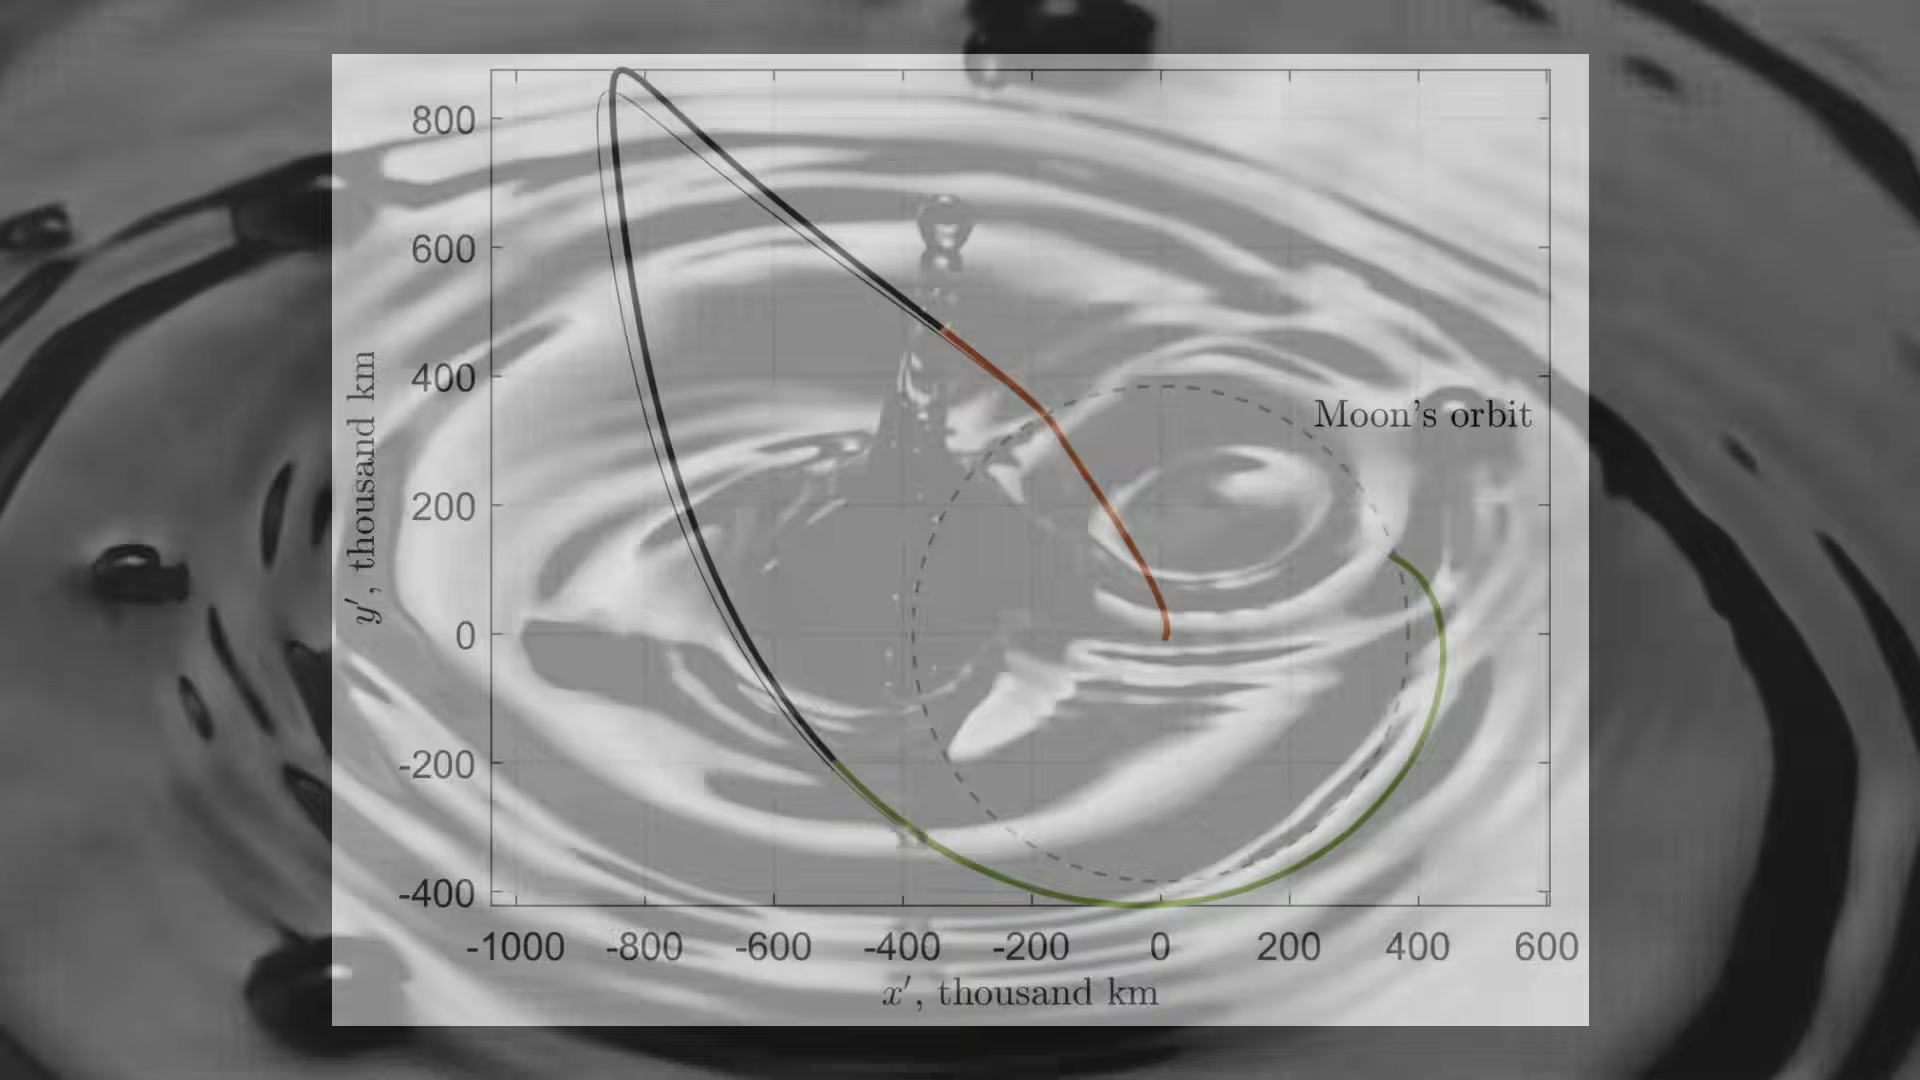 800
600
400
200
0
-200
-400
y′, thousand km
Moon's orbit
-1000 -800 -600 -400 -200 0 200 400 600
x′, thousand km